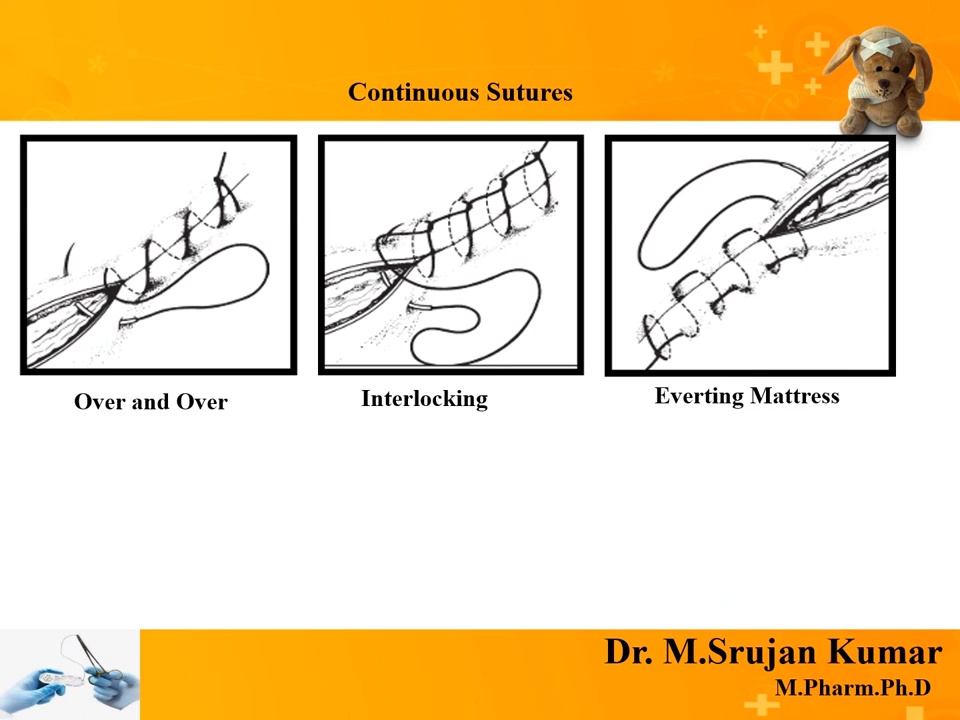 Continuous Sutures
Over and Over
Interlocking
Everting Mattress
Dr. M.Srujan Kumar
M.Pharm.Ph.D